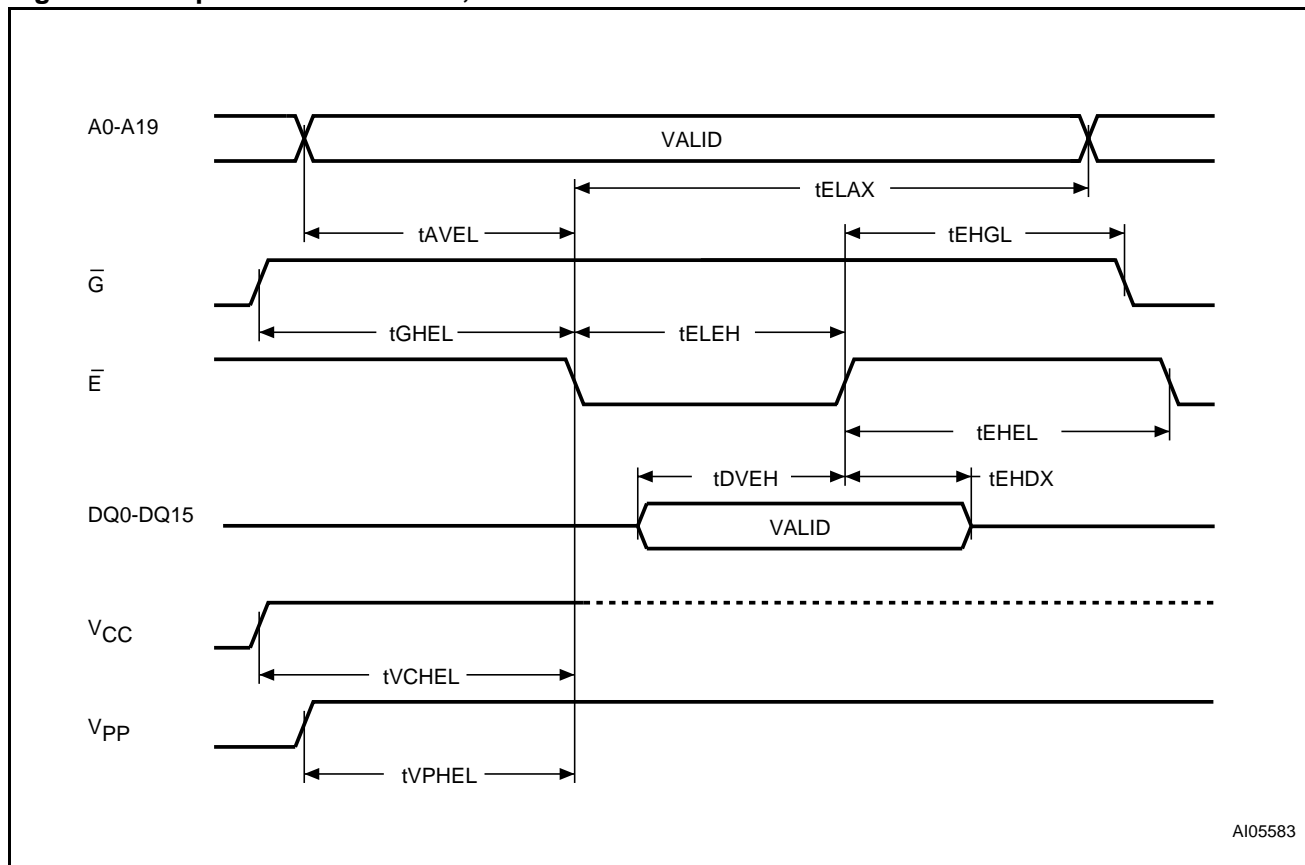 A0-A19
VALID
tELAX
tAVEL
tEHGL
G̅
tGHEL
tELEH
E̅
tEHEL
tDVEH
tEHDX
DQ0-DQ15
VALID
VCC
tVCHEL
VPP
tVPHEL
AI05583